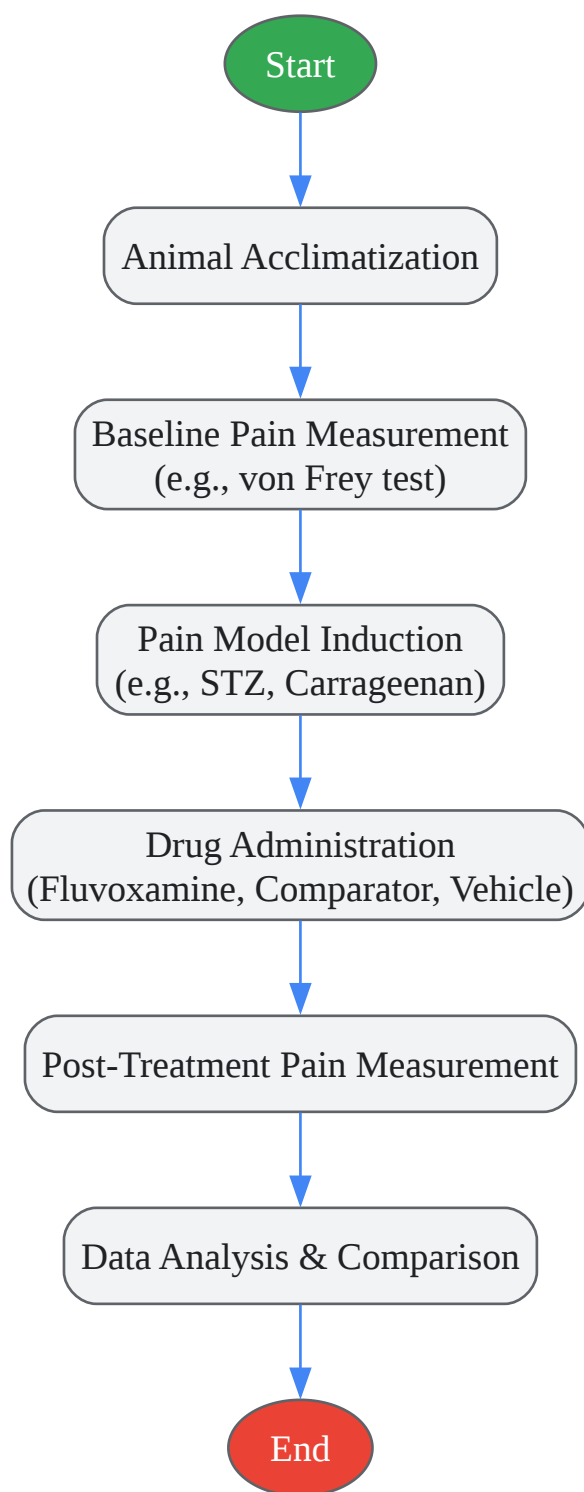 Start
Animal Acclimatization
Baseline Pain Measurement
(e.g., von Frey test)
Pain Model Induction
(e.g., STZ, Carrageenan)
Drug Administration
(Fluvoxamine, Comparator, Vehicle)
Post-Treatment Pain Measurement
Data Analysis & Comparison
End